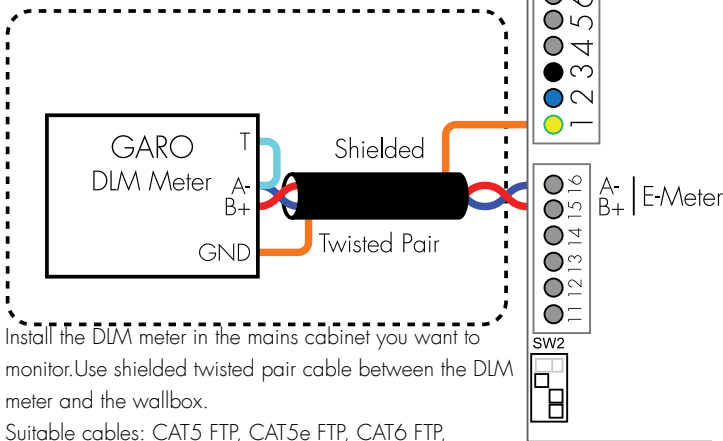 GARO
DLM Meter
T
A-
B+
GND
Shielded
Twisted Pair
6
5
4
3
2
1
16
15
14
13
12
11
A-
B+
E-Meter
SW2
Install the DLM meter in the mains cabinet you want to
monitor.Use shielded twisted pair cable between the DLM
meter and the wallbox.
Suitable cables: CAT5 FTP, CAT5e FTP, CAT6 FTP,